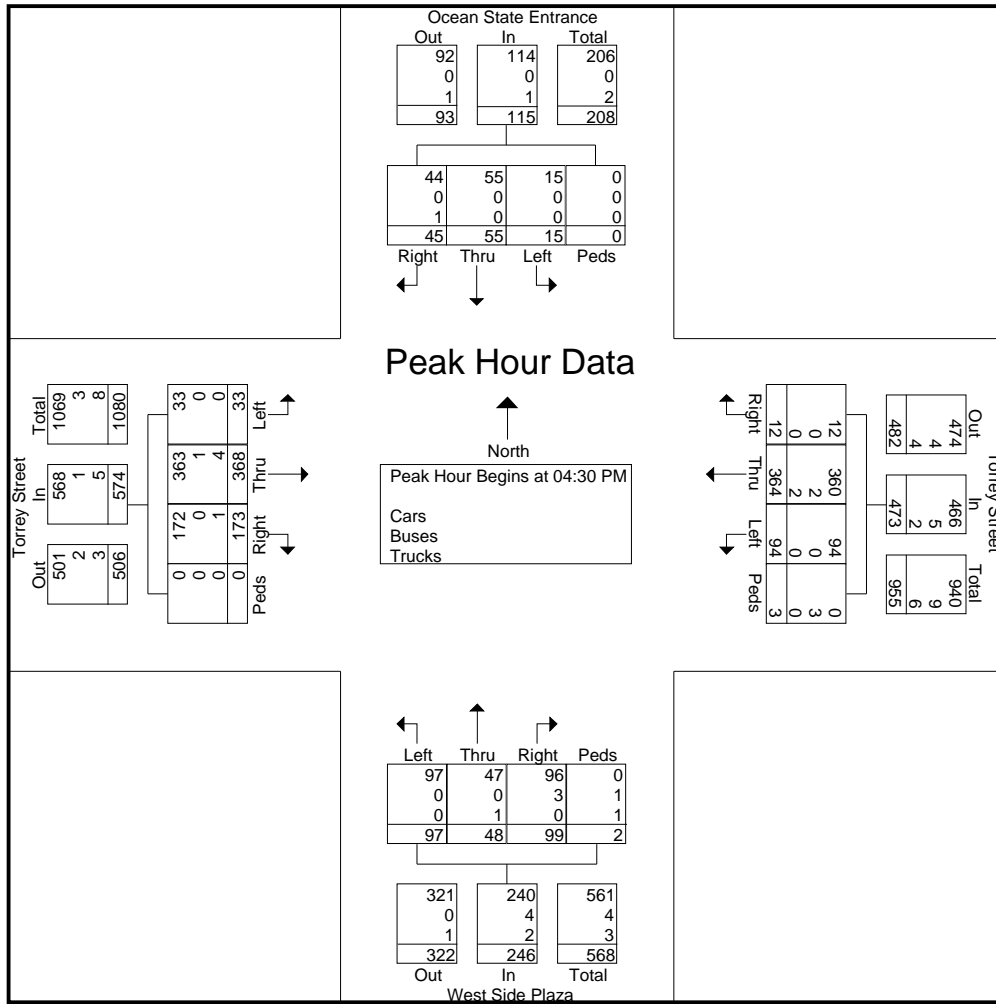 Ocean State Entrance
Out In Total
92 114 206
0 0 0
1 1 2
93 115 208
44 55 15 0
0 0 0 0
1 0 0 0
45 55 15 0
Right Thru Left Peds
Peak Hour Data
North
Peak Hour Begins at 04:30 PM
Cars
Buses
Trucks
Torrey Street
Out In Total
501 568 1069
2 1 3
3 5 8
506 574 1080
Peds Right Thru Left
0 172 363 33
0 0 1 0
0 1 4 0
0 173 368 33
Torrey Street
Out In Total
474 466 940
4 5 9
4 2 6
482 473 955
12 360 94 0
0 2 0 3
0 2 0 0
12 364 94 3
Right Thru Left Peds
Left Thru Right Peds
97 47 96 0
0 0 3 1
0 1 0 1
97 48 99 2
321 240 561
0 4 4
1 2 3
322 246 568
Out In Total
West Side Plaza